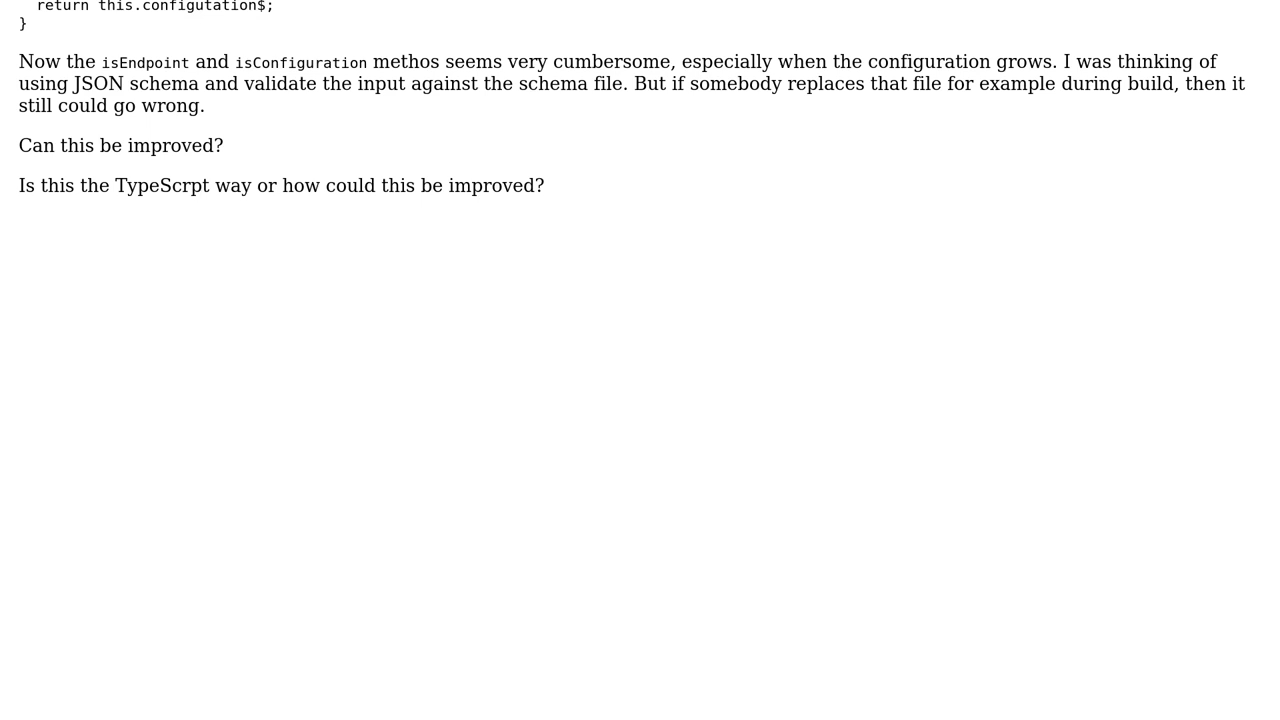 return this.configutation$;
}
Now the isEndpoint and isConfiguration methos seems very cumbersome, especially when the configuration grows. I was thinking of
using JSON schema and validate the input against the schema file. But if somebody replaces that file for example during build, then it
still could go wrong.
Can this be improved?
Is this the TypeScrpt way or how could this be improved?